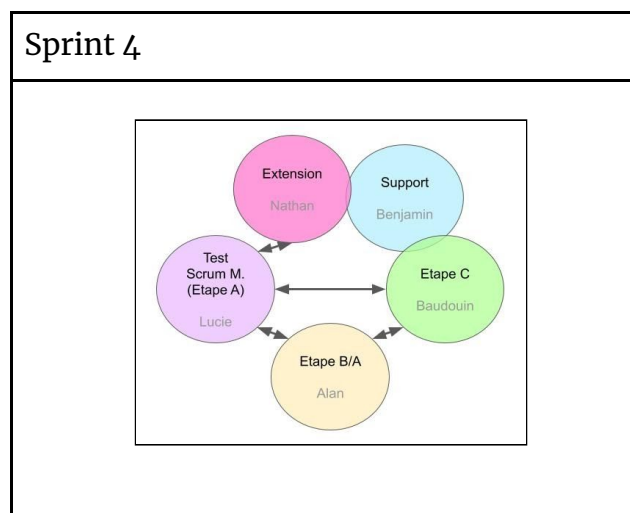 Sprint 4
Extension
Nathan
Support
Benjamin
Test
Scrum M.
(Etape A)
Lucie
Etape C
Baudouin
Etape B/A
Alan